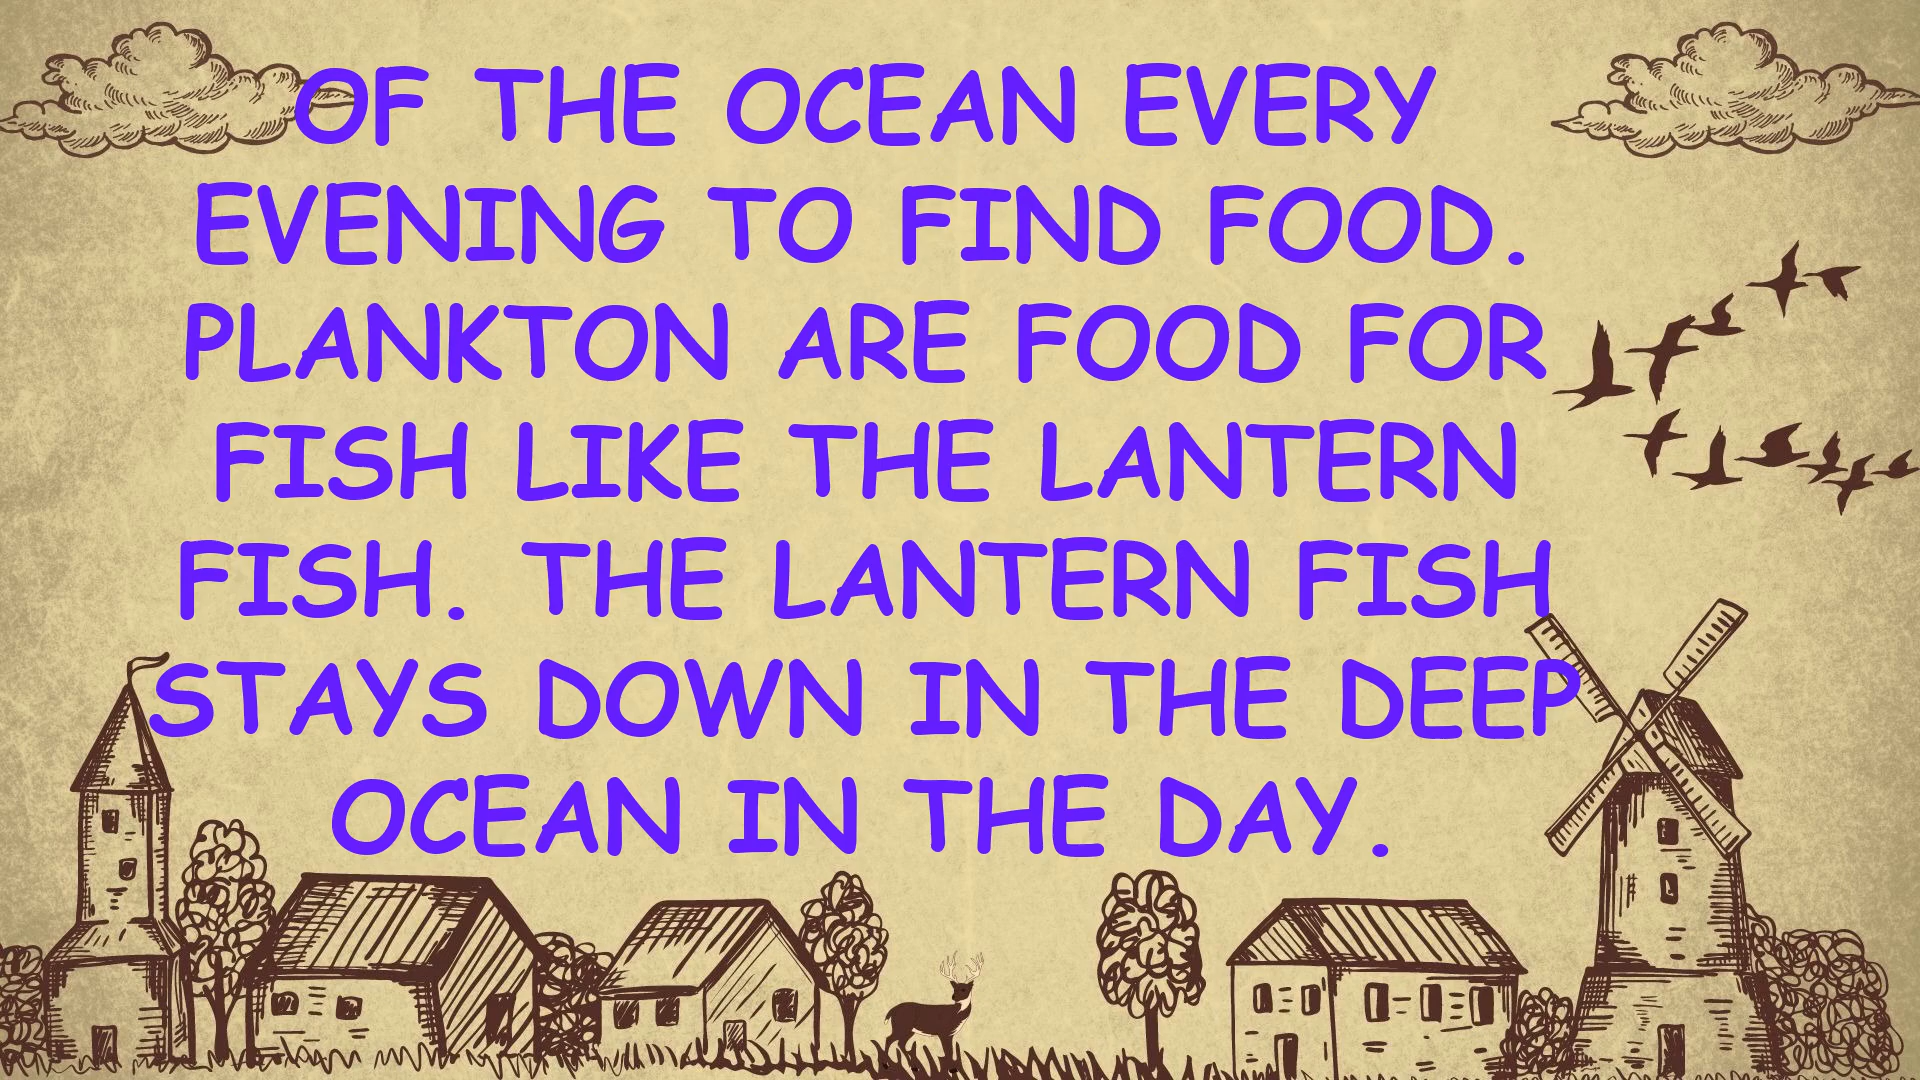 OF THE OCEAN EVERY
EVENING TO FIND FOOD.
PLANKTON ARE FOOD FOR
FISH LIKE THE LANTERN
FISH. THE LANTERN FISH
STAYS DOWN IN THE DEEP
OCEAN IN THE DAY.